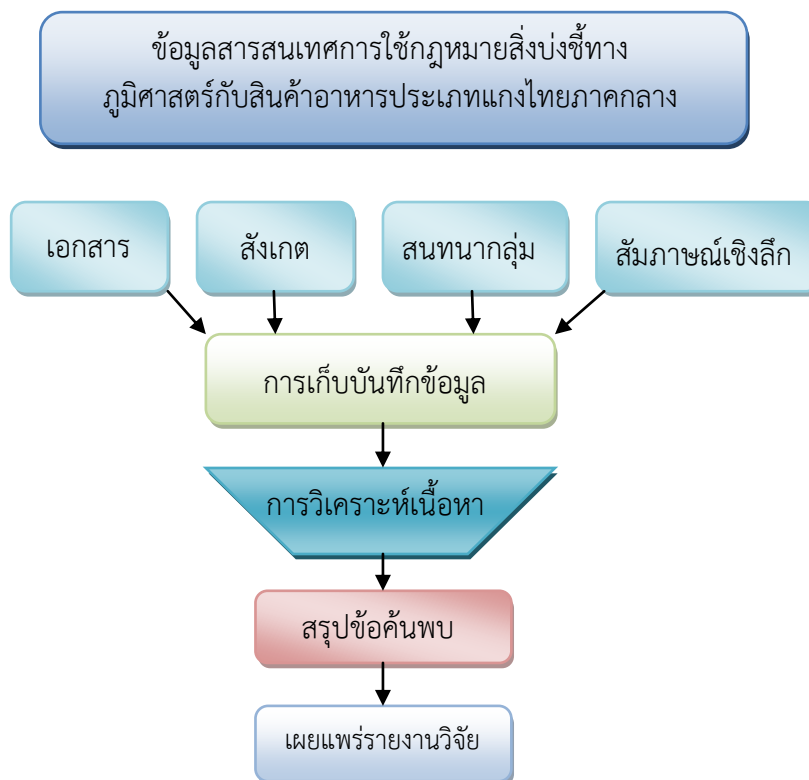 ข้อมูลสารสนเทศการใช้กฎหมายสิ่งบ่งชี้ทาง
ภูมิศาสตร์กับสินค้าอาหารประเภทแกงไทยภาคกลาง
เอกสาร
สังเกต
สนทนากลุ่ม
สัมภาษณ์เชิงลึก
การเก็บบันทึกข้อมูล
การวิเคราะห์เนื้อหา
สรุปข้อค้นพบ
เผยแพร่รายงานวิจัย